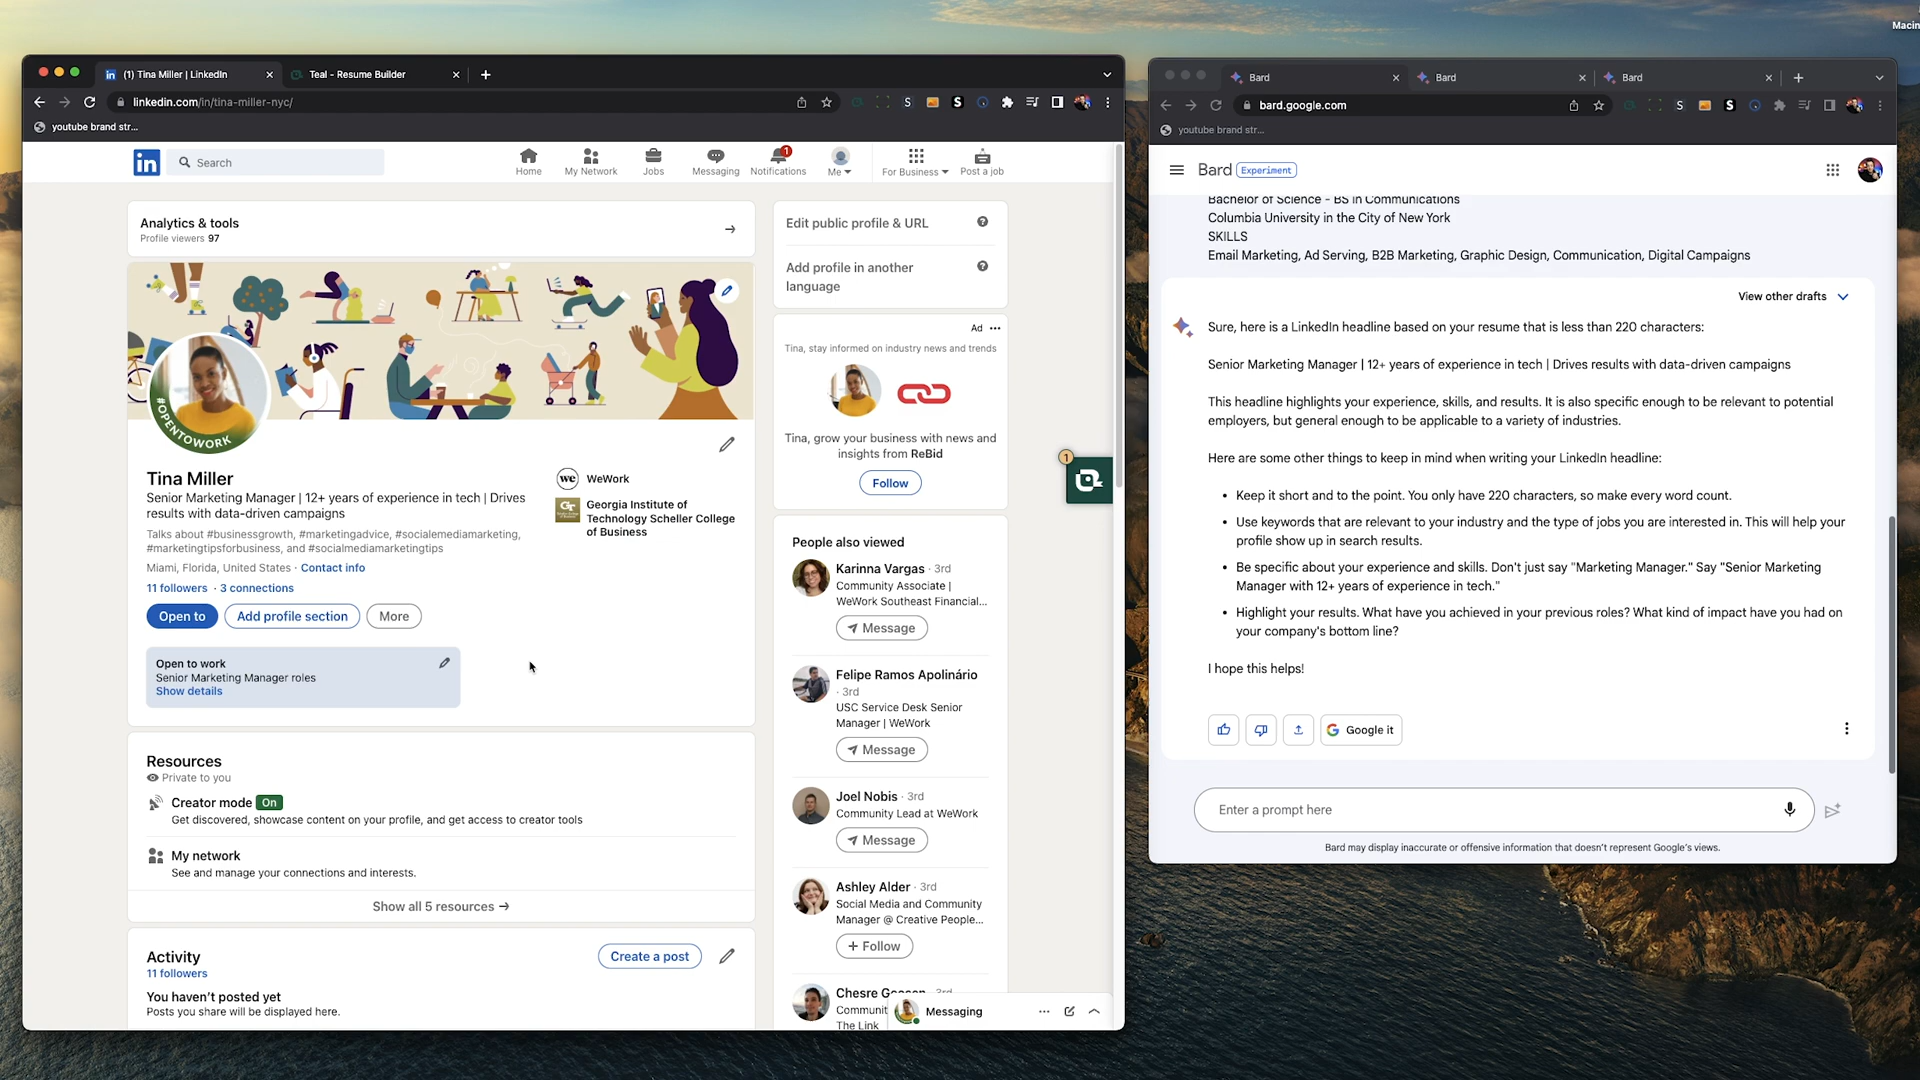 Macin
(1) Tina Miller | LinkedIn
Teal - Resume Builder
linkedin.com/in/tina-miller-nyc/
youtube brand str...
in
Search
Home
My Network
Jobs
Messaging
1
Notifications
Me
For Business
Post a job
Analytics & tools
Profile viewers 97
#OPENTOWORK
Tina Miller
Senior Marketing Manager | 12+ years of experience in tech | Drives
results with data-driven campaigns
Talks about #businessgrowth, #marketingadvice, #socialemediamarketing,
#marketingtipsforbusiness, and #socialmediamarketingtips
Miami, Florida, United States · Contact info
11 followers · 3 connections
Open to
Add profile section
More
we
WeWork
Georgia Institute of
Technology Scheller College
of Business
Open to work
Senior Marketing Manager roles
Show details
Resources
Private to you
Creator mode On
Get discovered, showcase content on your profile, and get access to creator tools
My network
See and manage your connections and interests.
Show all 5 resources →
Activity
11 followers
Create a post
You haven't posted yet
Posts you share will be displayed here.
Edit public profile & URL
Add profile in another
language
Ad
Tina, stay informed on industry news and trends
Tina, grow your business with news and
insights from ReBid
Follow
1
People also viewed
Karinna Vargas · 3rd
Community Associate |
WeWork Southeast Financial...
Message
Felipe Ramos Apolinário
· 3rd
USC Service Desk Senior
Manager | WeWork
Message
Joel Nobis · 3rd
Community Lead at WeWork
Message
Ashley Alder · 3rd
Social Media and Community
Manager @ Creative People...
+ Follow
Chesre
The Link
Messaging
Bard
Bard
Bard
bard.google.com
youtube brand str...
Bard Experiment
Bachelor of Science - BS in Communications
Columbia University in the City of New York
SKILLS
Email Marketing, Ad Serving, B2B Marketing, Graphic Design, Communication, Digital Campaigns
View other drafts
Sure, here is a LinkedIn headline based on your resume that is less than 220 characters:
Senior Marketing Manager | 12+ years of experience in tech | Drives results with data-driven campaigns
This headline highlights your experience, skills, and results. It is also specific enough to be relevant to potential
employers, but general enough to be applicable to a variety of industries.
Here are some other things to keep in mind when writing your LinkedIn headline:
• Keep it short and to the point. You only have 220 characters, so make every word count.
• Use keywords that are relevant to your industry and the type of jobs you are interested in. This will help your
profile show up in search results.
• Be specific about your experience and skills. Don't just say "Marketing Manager." Say "Senior Marketing
Manager with 12+ years of experience in tech."
• Highlight your results. What have you achieved in your previous roles? What kind of impact have you had on
your company's bottom line?
I hope this helps!
Google it
Enter a prompt here
Bard may display inaccurate or offensive information that doesn't represent Google's views.